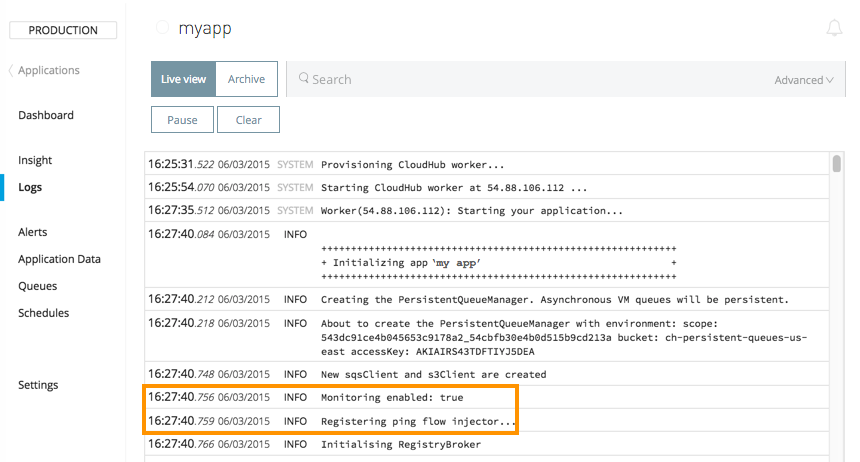 PRODUCTION
myapp
Applications
Live view
Archive
Search
Advanced
Dashboard
Pause
Clear
Insight
Logs
Alerts
Application Data
Queues
Schedules
Settings
16:25:31.522 06/03/2015 SYSTEM Provisioning CloudHub worker...
16:25:54.070 06/03/2015 SYSTEM Starting CloudHub worker at 54.88.106.112 ...
16:27:35.512 06/03/2015 SYSTEM Worker(54.88.106.112): Starting your application...
16:27:40.084 06/03/2015 INFO
++++++++++++++++++++++++++++++++++++++++++++++++++++++++++++
+ Initializing app 'my app' +
++++++++++++++++++++++++++++++++++++++++++++++++++++++++++++
16:27:40.212 06/03/2015 INFO Creating the PersistentQueueManager. Asynchronous VM queues will be persistent.
16:27:40.218 06/03/2015 INFO About to create the PersistentQueueManager with environment: scope:
543dc91ce4b045653c9178a2_54cbfb30e4b0d515b9cd213a bucket: ch-persistent-queues-us-
east accessKey: AKIAIRS43TDFTIYJ5DEA
16:27:40.748 06/03/2015 INFO New sqsClient and s3Client are created
16:27:40.756 06/03/2015 INFO Monitoring enabled: true
16:27:40.759 06/03/2015 INFO Registering ping flow injector...
16:27:40.766 06/03/2015 INFO Initialising RegistryBroker